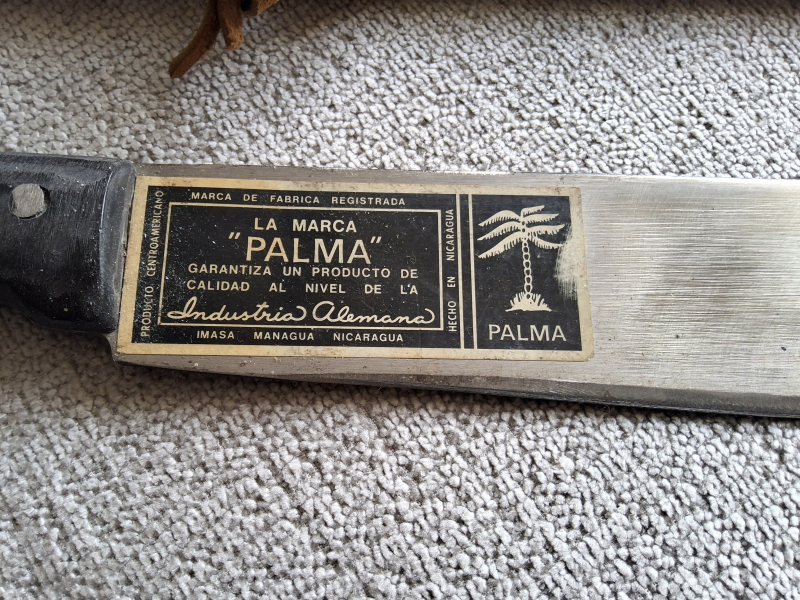 PRODUCTO CENTROAMERICANO
MARCA DE FABRICA REGISTRADA
LA MARCA
"PALMA"
GARANTIZA UN PRODUCTO DE
CALIDAD AL NIVEL DE LA
Industria Alemana
IMASA MANAGUA NICARAGUA
HECHO EN NICARAGUA
PALMA